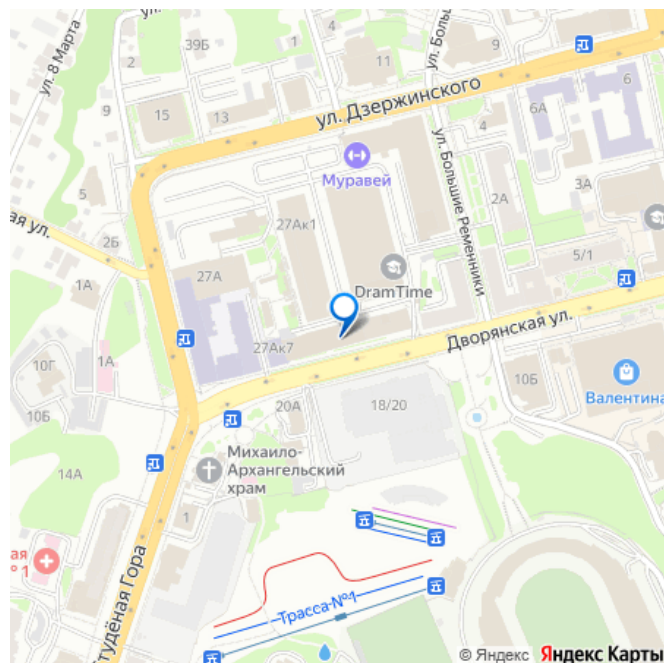 ул. 8 Марта
ул.
2
39Б
9
15
13
11
ул. Боль
9
ул. Дзержинского
4
6А
6
Муравей
ул. Большие Ременники
2А
3А
5
2Б
ая ул.
1А
27А
27Ак1
5/1
DramTime
Дворянская ул.
10Г
1А
10Б
27Ак7
20А
18/20
10Б
Валентина
14А
Михаило-
Архангельский
храм
1
ая
№ 1
Студёная Гора
Трасса №1
© Яндекс Яндекс Карты